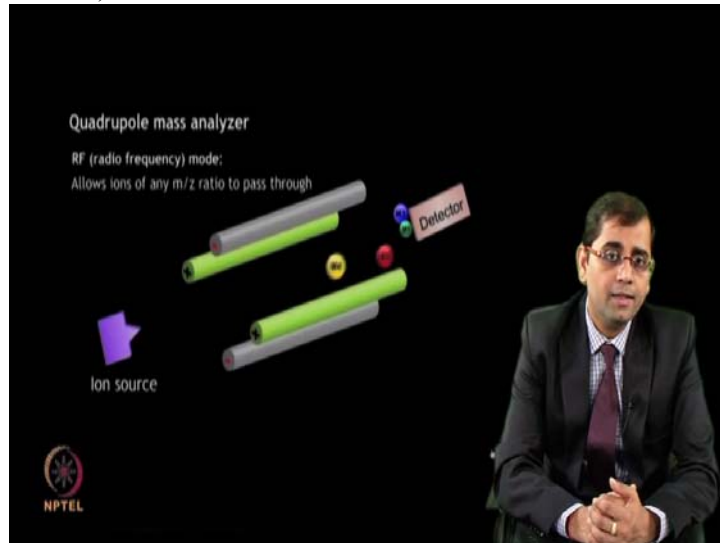 Quadrupole mass analyzer
RF (radio frequency) mode:
Allows ions of any m/z ratio to pass through
Detector
Ion source
NPTEL